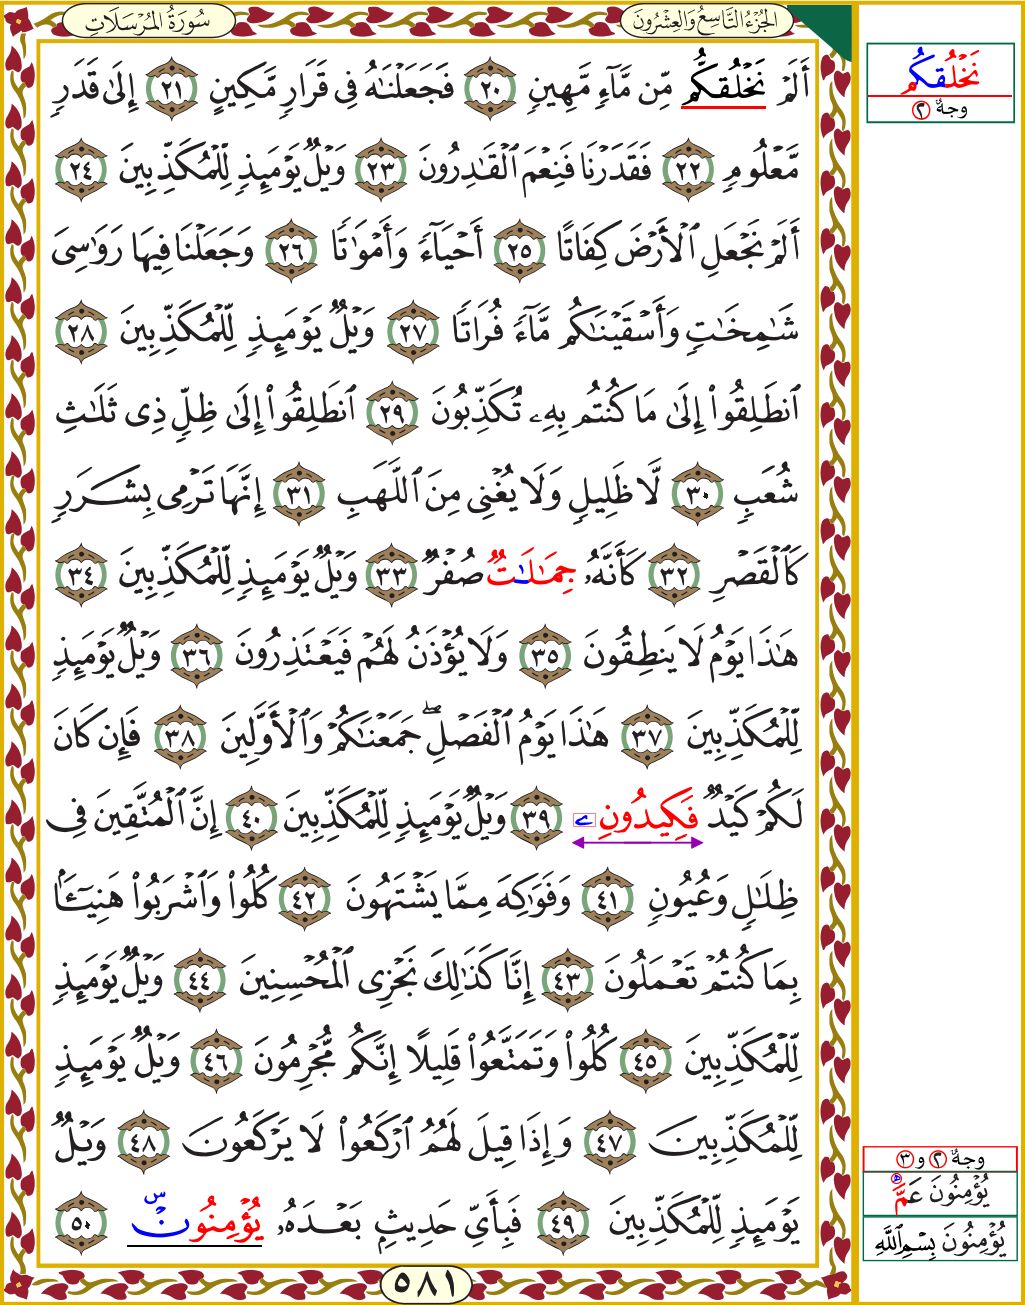 سُورَةُ المُرْسَلَاتِ
الجُزْءُ التَّاسِعُ وَالعِشْرُونَ
أَلَمْ نَخْلُقكُّم مِّن مَّآءٍ مَّهِينٍ ٢٠ فَجَعَلْنَٰهُ فِى قَرَارٍ مَّكِينٍ ٢١ إِلَىٰ قَدَرٍ
مَّعْلُومٍ ٢٢ فَقَدَرْنَا فَنِعْمَ ٱلْقَٰدِرُونَ ٢٣ وَيْلٌ يَوْمَئِذٍ لِّلْمُكَذِّبِينَ ٢٤
أَلَمْ نَجْعَلِ ٱلْأَرْضَ كِفَاتًا ٢٥ أَحْيَآءً وَأَمْوَٰتًا ٢٦ وَجَعَلْنَا فِيهَا رَوَٰسِىَ
شَٰمِخَٰتٍ وَأَسْقَيْنَٰكُم مَّآءً فُرَاتًا ٢٧ وَيْلٌ يَوْمَئِذٍ لِّلْمُكَذِّبِينَ ٢٨
ٱنطَلِقُوا۟ إِلَىٰ مَا كُنتُم بِهِۦ تُكَذِّبُونَ ٢٩ ٱنطَلِقُوا۟ إِلَىٰ ظِلٍّ ذِى ثَلَٰثِ
شُعَبٍ ٣٠ لَّا ظَلِيلٍ وَلَا يُغْنِى مِنَ ٱللَّهَبِ ٣١ إِنَّهَا تَرْمِى بِشَرَرٍ
كَٱلْقَصْرِ ٣٢ كَأَنَّهُۥ جِمَٰلَٰتٌ صُفْرٌ ٣٣ وَيْلٌ يَوْمَئِذٍ لِّلْمُكَذِّبِينَ ٣٤
هَٰذَا يَوْمُ لَا يَنطِقُونَ ٣٥ وَلَا يُؤْذَنُ لَهُمْ فَيَعْتَذِرُونَ ٣٦ وَيْلٌ يَوْمَئِذٍ
لِّلْمُكَذِّبِينَ ٣٧ هَٰذَا يَوْمُ ٱلْفَصْلِ ۖ جَمَعْنَٰكُمْ وَٱلْأَوَّلِينَ ٣٨ فَإِن كَانَ
لَكُمْ كَيْدٌ فَكِيدُونِۦ ٣٩ وَيْلٌ يَوْمَئِذٍ لِّلْمُكَذِّبِينَ ٤٠ إِنَّ ٱلْمُتَّقِينَ فِى
ظِلَٰلٍ وَعُيُونٍ ٤١ وَفَوَٰكِهَ مِمَّا يَشْتَهُونَ ٤٢ كُلُوا۟ وَٱشْرَبُوا۟ هَنِيٓـًٔۢا
بِمَا كُنتُمْ تَعْمَلُونَ ٤٣ إِنَّا كَذَٰلِكَ نَجْزِى ٱلْمُحْسِنِينَ ٤٤ وَيْلٌ يَوْمَئِذٍ
لِّلْمُكَذِّبِينَ ٤٥ كُلُوا۟ وَتَمَتَّعُوا۟ قَلِيلًا إِنَّكُم مُّجْرِمُونَ ٤٦ وَيْلٌ يَوْمَئِذٍ
لِّلْمُكَذِّبِينَ ٤٧ وَإِذَا قِيلَ لَهُمُ ٱرْكَعُوا۟ لَا يَرْكَعُونَ ٤٨ وَيْلٌ
يَوْمَئِذٍ لِّلْمُكَذِّبِينَ ٤٩ فَبِأَىِّ حَدِيثٍۭ بَعْدَهُۥ يُؤْمِنُونَ ۜ ٥٠
٥٨١
نَخْلُقكُم
وجهٌ ٢
وجهٌ ٢ و ٣
يُؤْمِنُونَ عَمَّ
يُؤْمِنُونَ بِسْمِ ٱللَّهِ